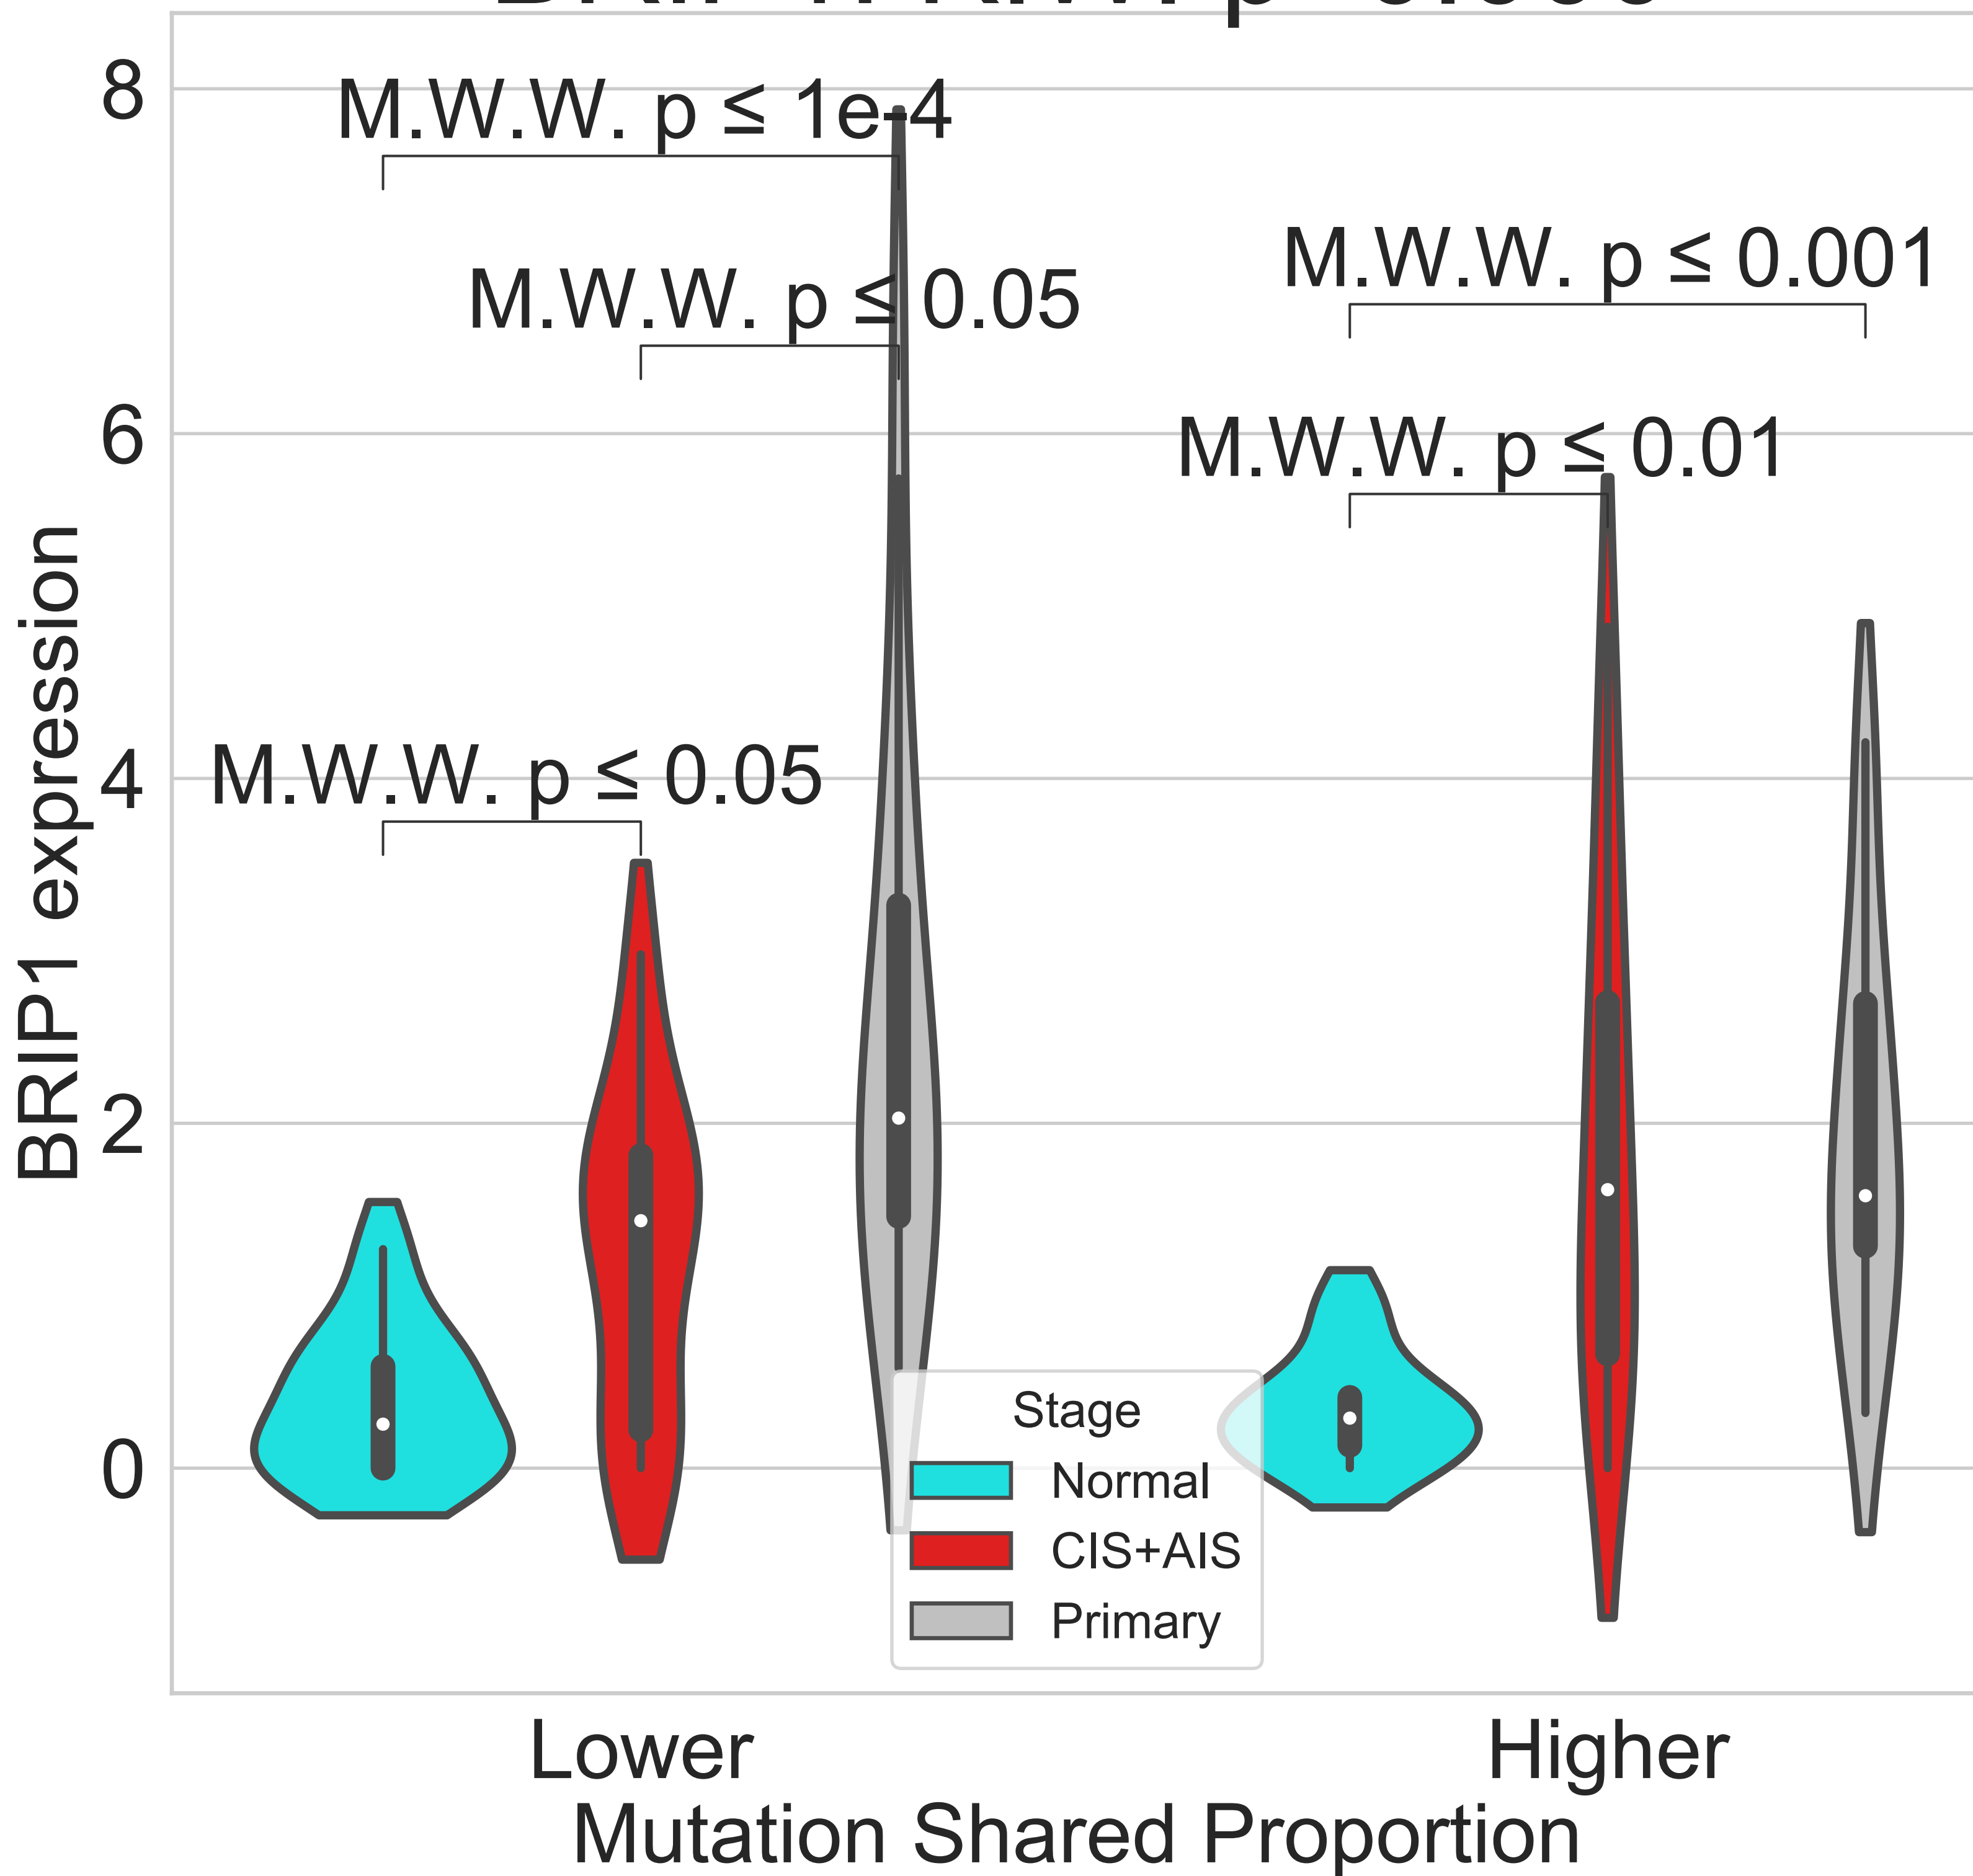 M.W.W. p ≤ 1e-4
M.W.W. p ≤ 0.001
M.W.W. p ≤ 0.05
M.W.W. p ≤ 0.01
M.W.W. p ≤ 0.05
8
6
4
2
0
BRIP1 expression
Stage
Normal
CIS+AIS
Primary
Lower
Higher
Mutation Shared Proportion